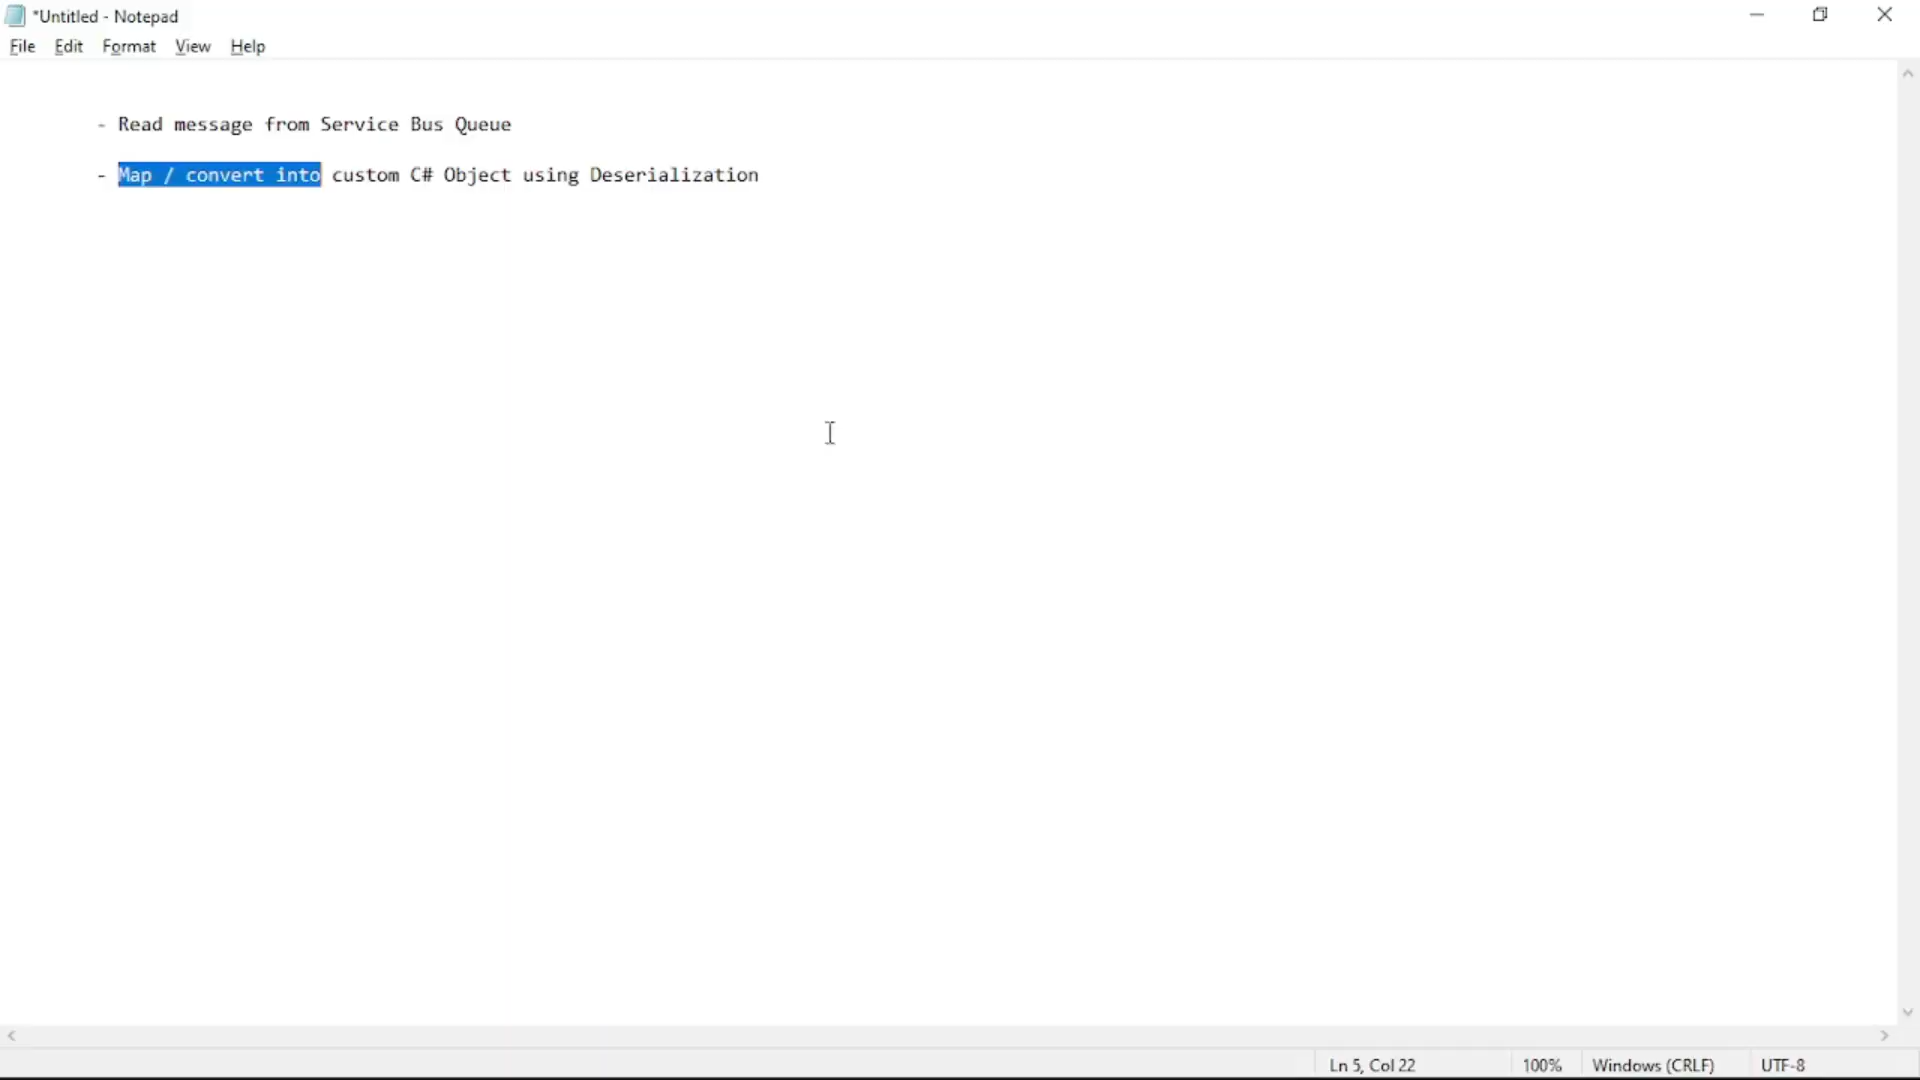 *Untitled - Notepad
File Edit Format View Help
- Read message from Service Bus Queue
- Map / convert into custom C# Object using Deserialization
Ln 5, Col 22 100% Windows (CRLF) UTF-8